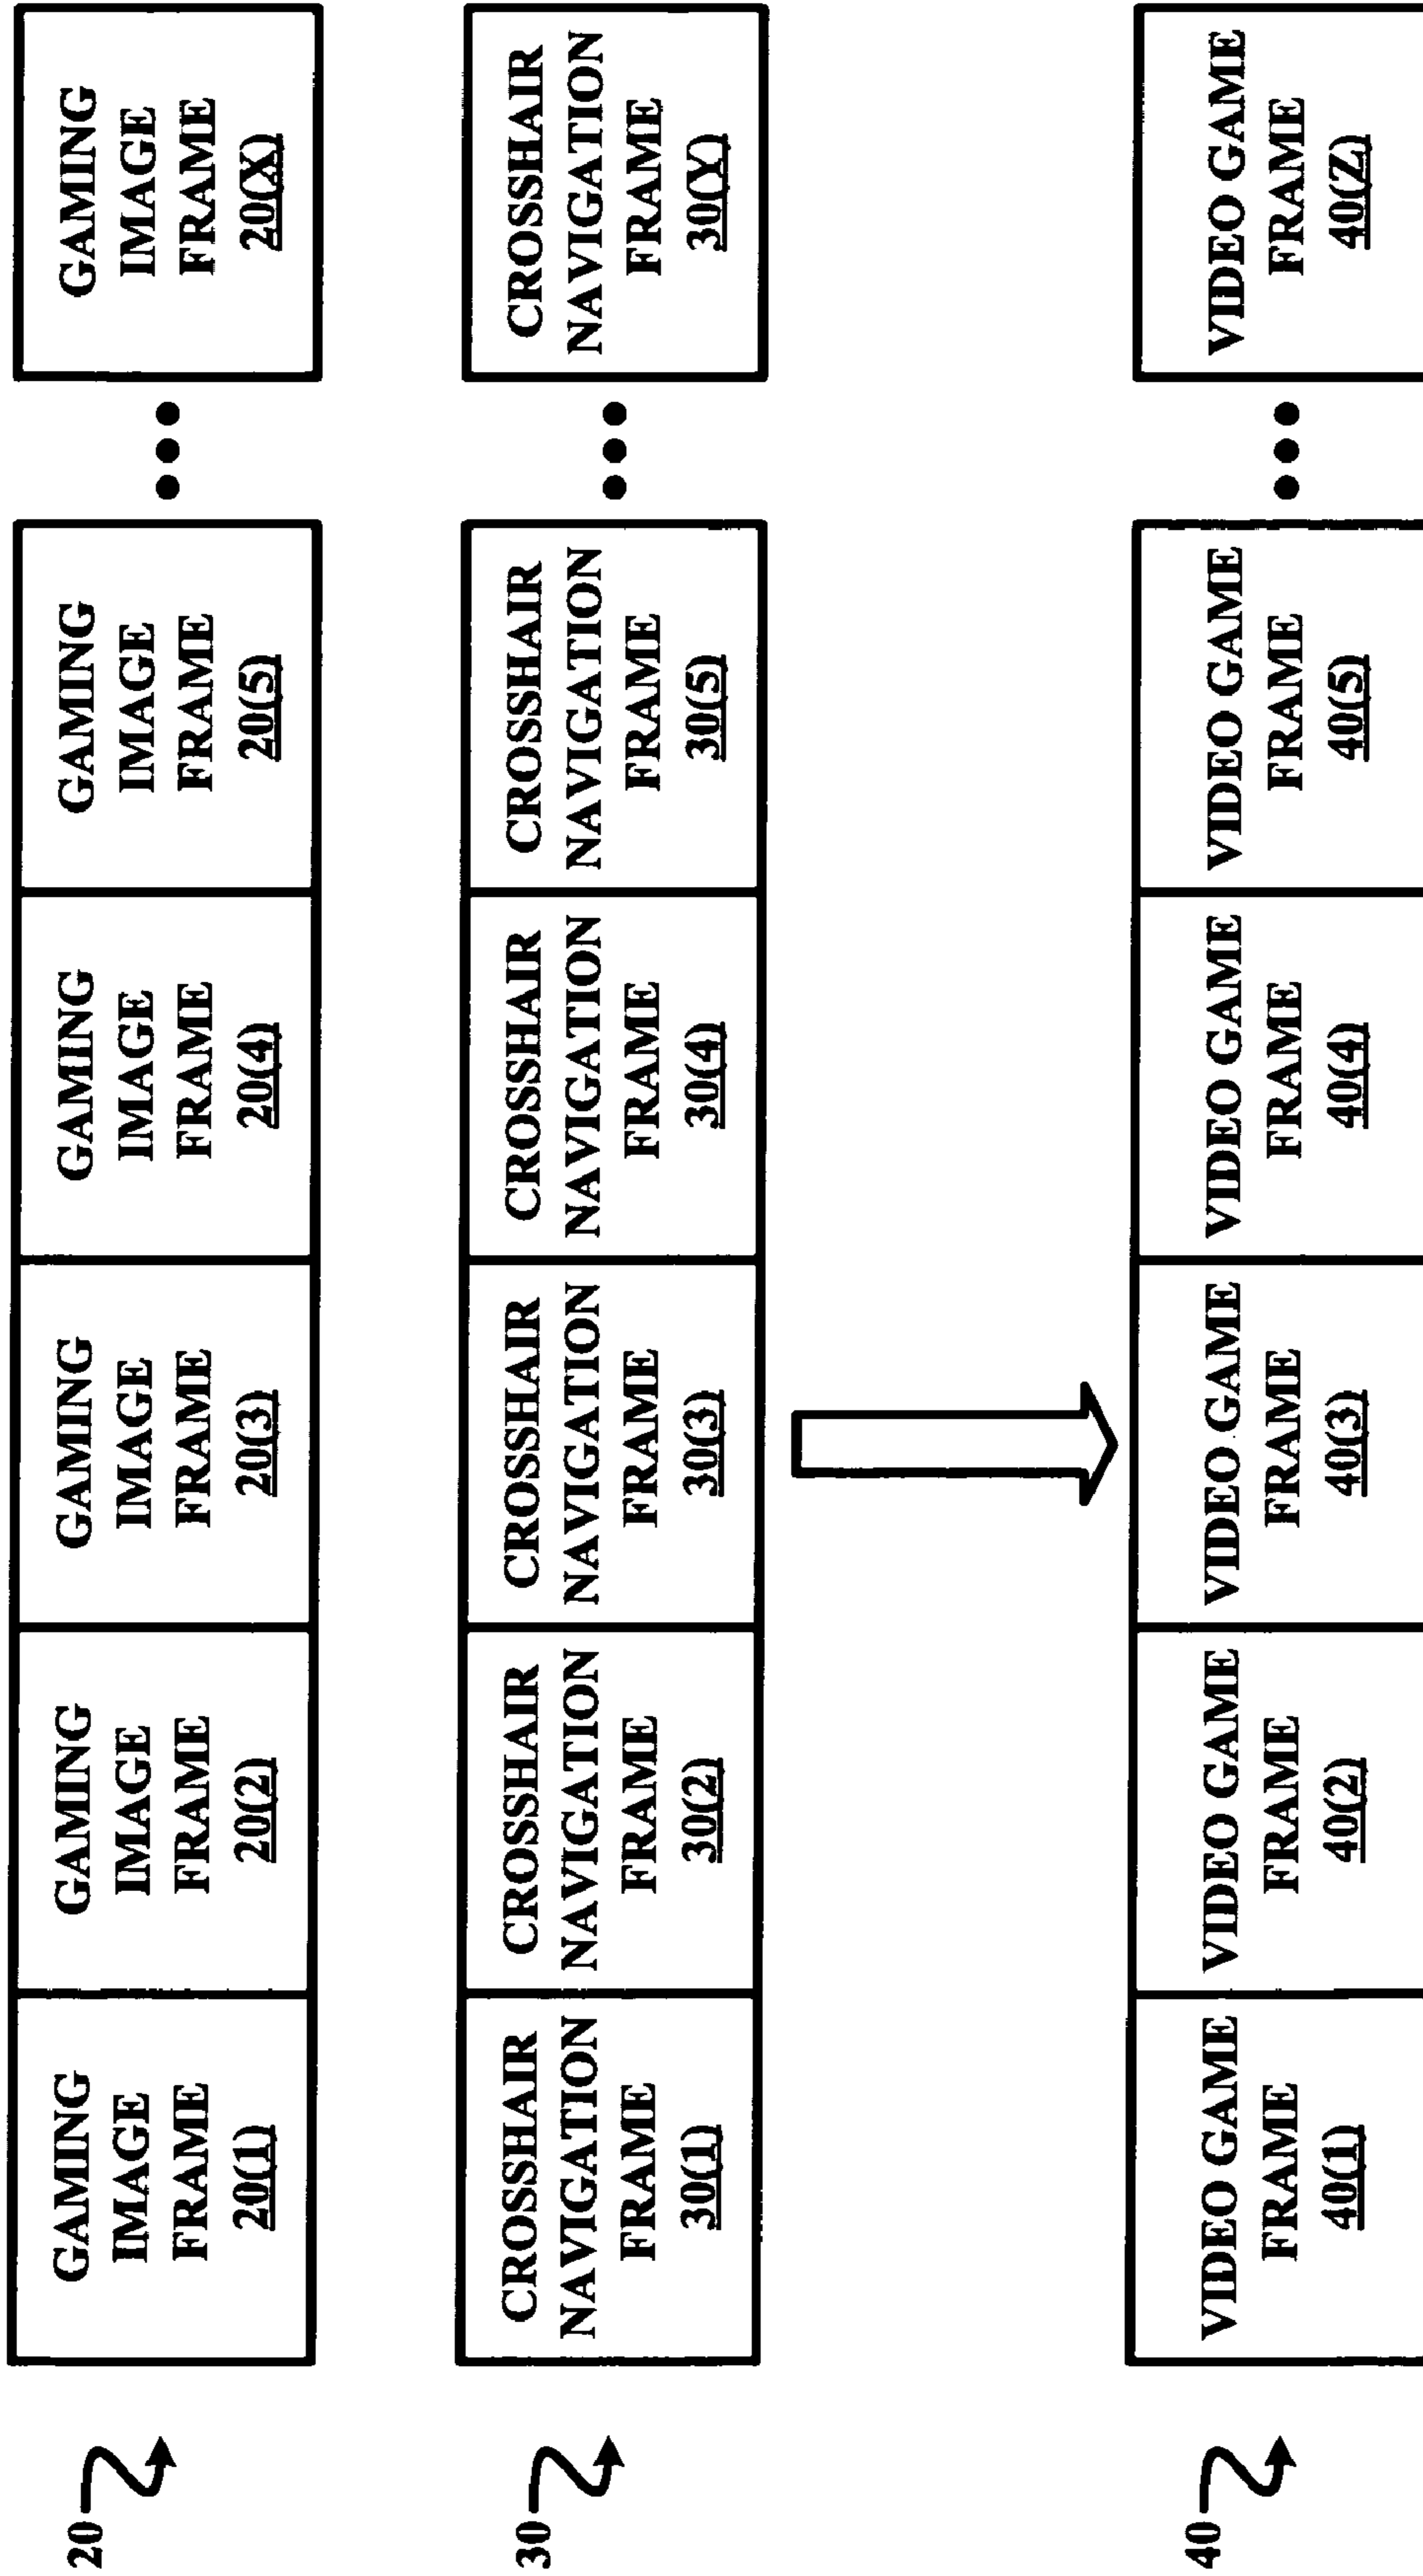 20
GAMING
IMAGE
FRAME
20(1)
GAMING
IMAGE
FRAME
20(2)
GAMING
IMAGE
FRAME
20(3)
GAMING
IMAGE
FRAME
20(4)
GAMING
IMAGE
FRAME
20(5)
GAMING
IMAGE
FRAME
20(X)
30
CROSSHAIR
NAVIGATION
FRAME
30(1)
CROSSHAIR
NAVIGATION
FRAME
30(2)
CROSSHAIR
NAVIGATION
FRAME
30(3)
CROSSHAIR
NAVIGATION
FRAME
30(4)
CROSSHAIR
NAVIGATION
FRAME
30(5)
CROSSHAIR
NAVIGATION
FRAME
30(Y)
40
VIDEO GAME
FRAME
40(1)
VIDEO GAME
FRAME
40(2)
VIDEO GAME
FRAME
40(3)
VIDEO GAME
FRAME
40(4)
VIDEO GAME
FRAME
40(5)
VIDEO GAME
FRAME
40(Z)